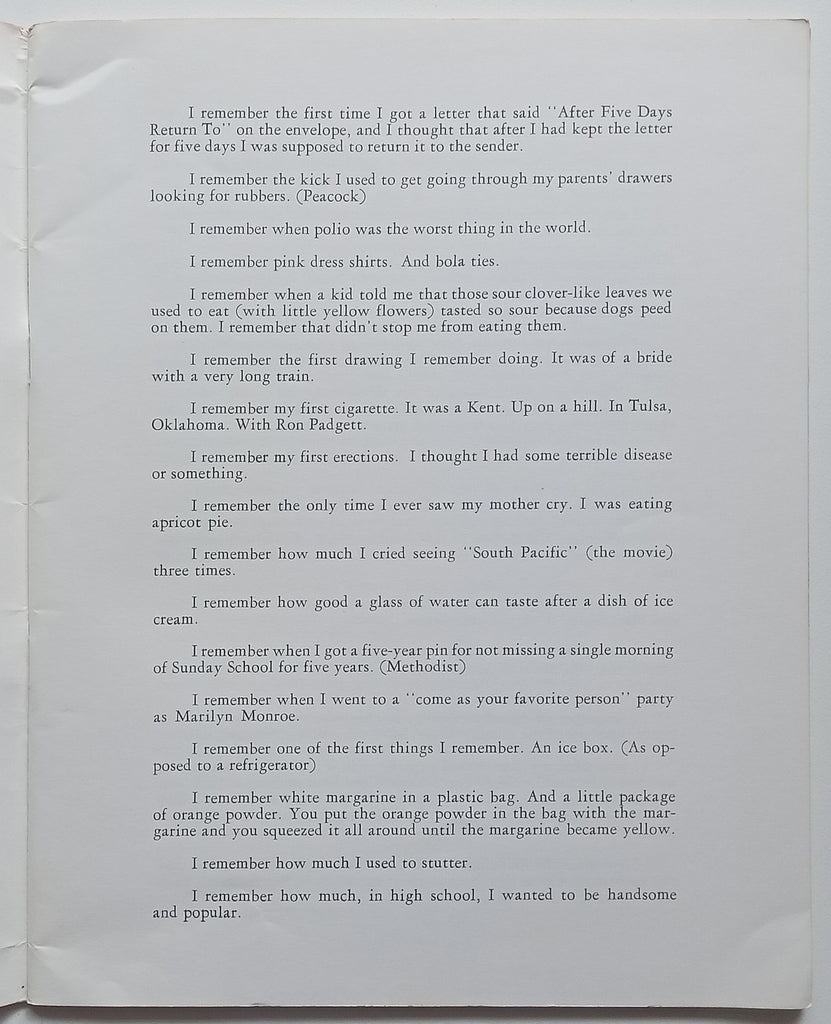 I remember the first time I got a letter that said "After Five Days
Return To" on the envelope, and I thought that after I had kept the letter
for five days I was supposed to return it to the sender.
I remember the kick I used to get going through my parents' drawers
looking for rubbers. (Peacock)
I remember when polio was the worst thing in the world.
I remember pink dress shirts. And bola ties.
I remember when a kid told me that those sour clover-like leaves we
used to eat (with little yellow flowers) tasted so sour because dogs peed
on them. I remember that didn't stop me from eating them.
I remember the first drawing I remember doing. It was of a bride
with a very long train.
I remember my first cigarette. It was a Kent. Up on a hill. In Tulsa,
Oklahoma. With Ron Padgett.
I remember my first erections. I thought I had some terrible disease
or something.
I remember the only time I ever saw my mother cry. I was eating
apricot pie.
I remember how much I cried seeing "South Pacific" (the movie)
three times.
I remember how good a glass of water can taste after a dish of ice
cream.
I remember when I got a five-year pin for not missing a single morning
of Sunday School for five years. (Methodist)
I remember when I went to a "come as your favorite person" party
as Marilyn Monroe.
I remember one of the first things I remember. An ice box. (As op-
posed to a refrigerator)
I remember white margarine in a plastic bag. And a little package
of orange powder. You put the orange powder in the bag with the mar-
garine and you squeezed it all around until the margarine became yellow.
I remember how much I used to stutter.
I remember how much, in high school, I wanted to be handsome
and popular.